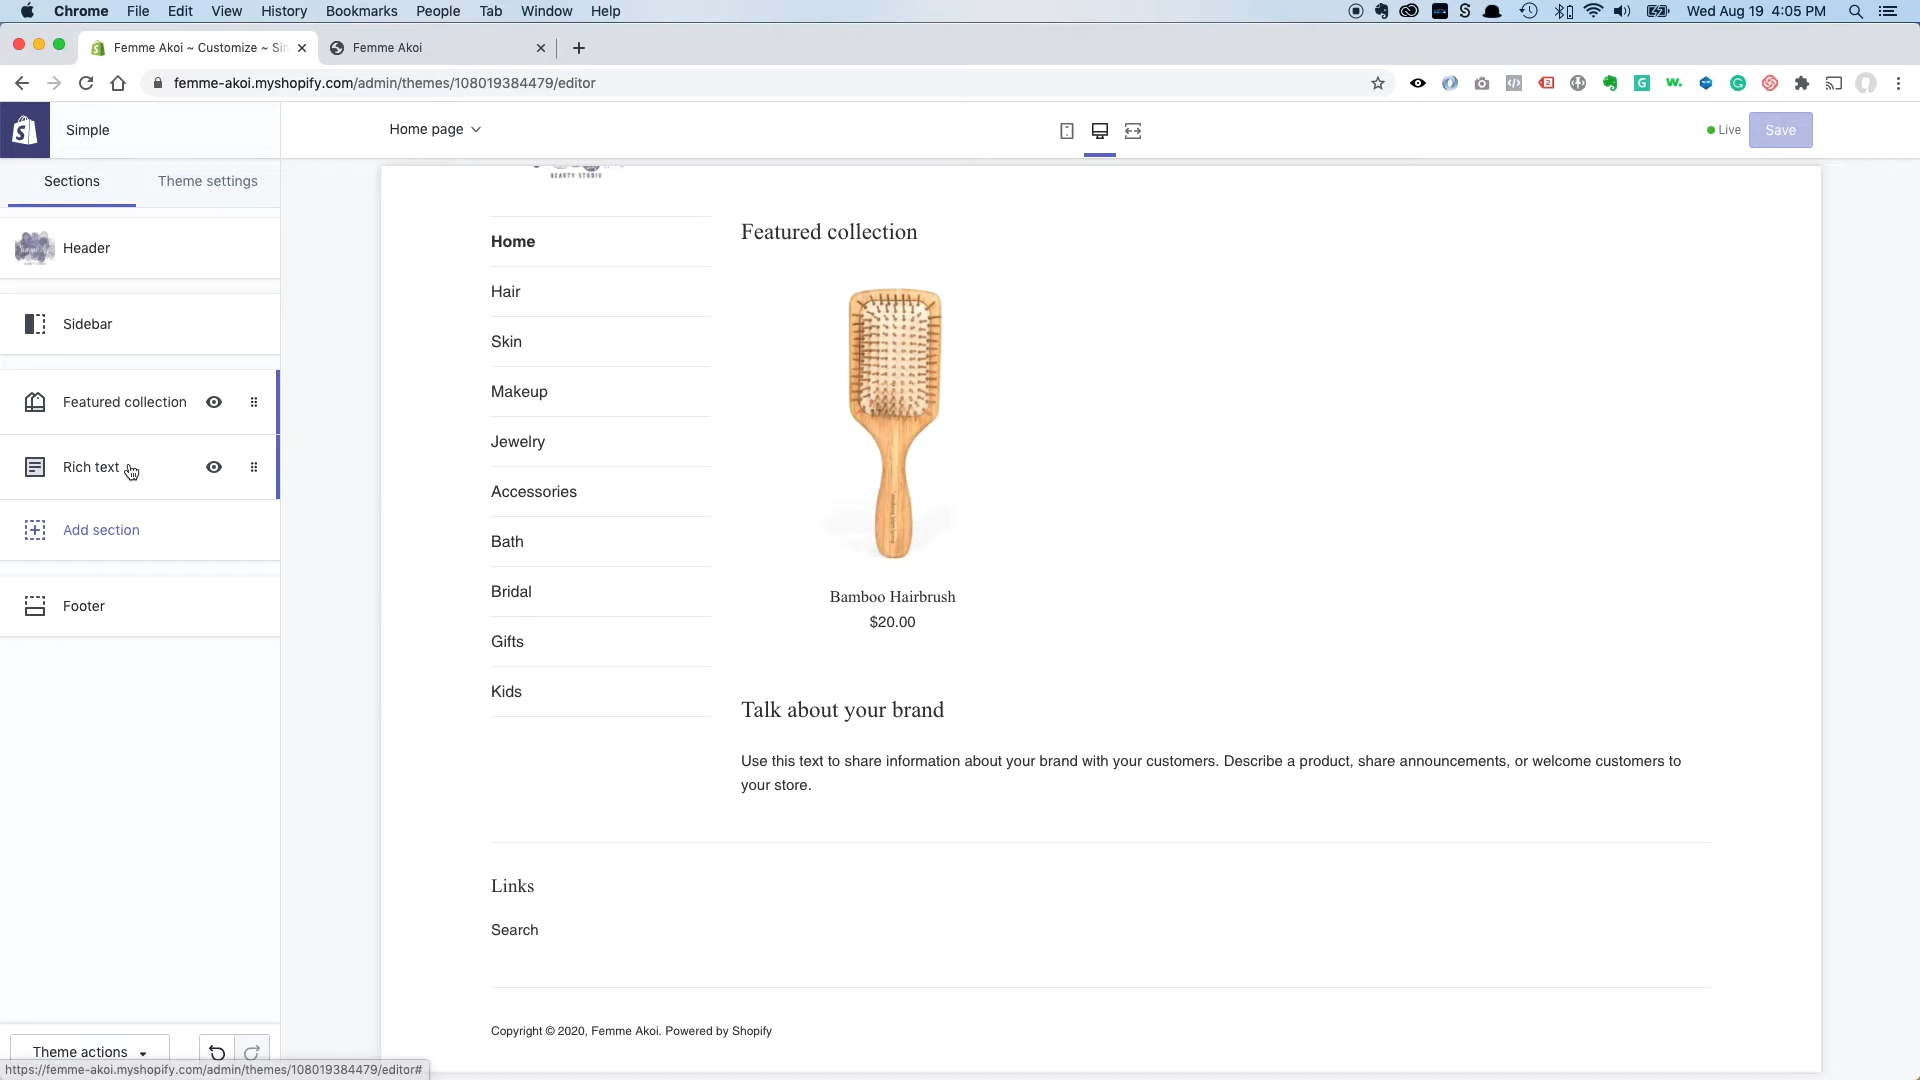 Chrome File Edit View History Bookmarks People Tab Window Help
Wed Aug 19 4:05 PM
Femme Akoi ~ Customize ~ Sin
Femme Akoi
femme-akoi.myshopify.com/admin/themes/108019384479/editor
Simple
Home page
Live
Save
Sections
Theme settings
Header
Sidebar
Featured collection
Rich text
Add section
Footer
Theme actions
https://femme-akoi.myshopify.com/admin/themes/108019384479/editor#
BEAUTY STUDIO
Home
Hair
Skin
Makeup
Jewelry
Accessories
Bath
Bridal
Gifts
Kids
Featured collection
Bamboo Hairbrush
$20.00
Talk about your brand
Use this text to share information about your brand with your customers. Describe a product, share announcements, or welcome customers to
your store.
Links
Search
Copyright © 2020, Femme Akoi. Powered by Shopify